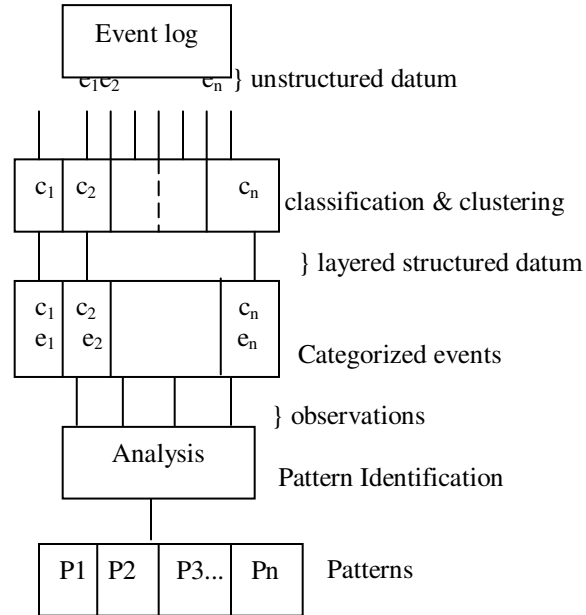 Event log
e₁e₂ eₙ } unstructured datum
c₁ c₂ cₙ
classification & clustering
} layered structured datum
c₁ c₂ cₙ
e₁ e₂ eₙ
Categorized events
} observations
Analysis
Pattern Identification
P1 P2 P3... Pn Patterns